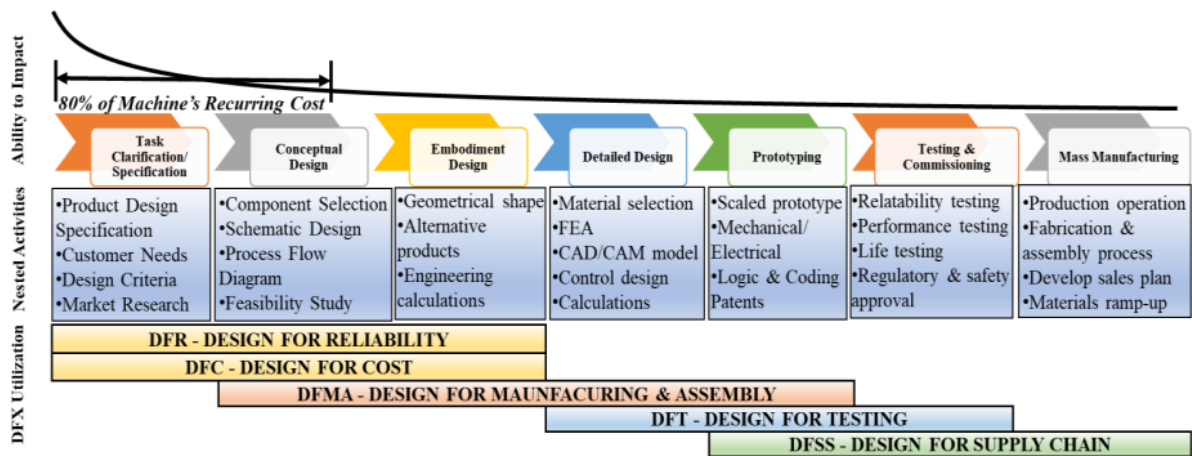 Ability to Impact
80% of Machine's Recurring Cost
Task
Clarification/
Specification
Conceptual
Design
Embodiment
Design
Detailed Design
Prototyping
Testing &
Commissioning
Mass Manufacturing
Nested Activities
•Product Design
Specification
•Customer Needs
•Design Criteria
•Market Research
•Component Selection
•Schematic Design
•Process Flow
Diagram
•Feasibility Study
•Geometrical shape
•Alternative
products
•Engineering
calculations
•Material selection
•FEA
•CAD/CAM model
•Control design
•Calculations
•Scaled prototype
•Mechanical/
Electrical
•Logic & Coding
Patents
•Relatability testing
•Performance testing
•Life testing
•Regulatory & safety
approval
•Production operation
•Fabrication &
assembly process
•Develop sales plan
•Materials ramp-up
DFX Utilization
DFR - DESIGN FOR RELIABILITY
DFC - DESIGN FOR COST
DFMA - DESIGN FOR MAUNFACURING & ASSEMBLY
DFT - DESIGN FOR TESTING
DFSS - DESIGN FOR SUPPLY CHAIN